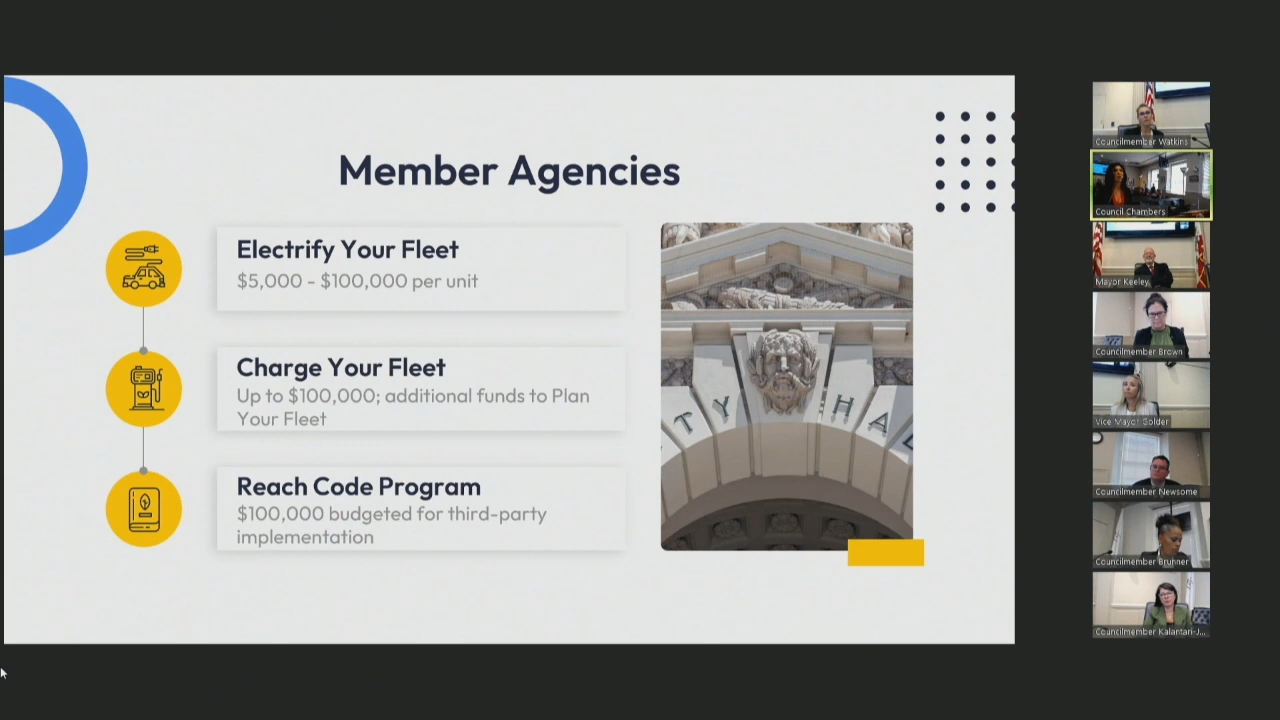 Member Agencies
Electrify Your Fleet
$5,000 - $100,000 per unit
Charge Your Fleet
Up to $100,000; additional funds to Plan
Your Fleet
Reach Code Program
$100,000 budgeted for third-party
implementation
TY HA
Councilmember Watkins
Council Chambers
Mayor Keeley
Councilmember Brown
Vice Mayor Golder
Councilmember Newsome
Councilmember Brunner
Councilmember Kalantari-J...